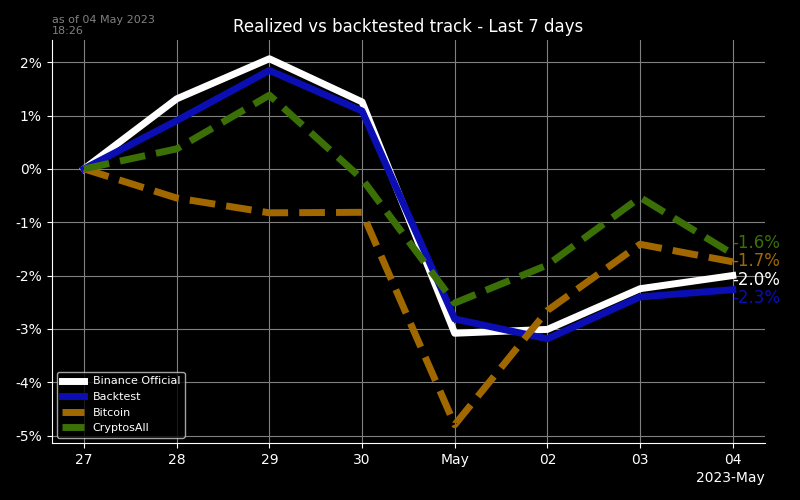 as of 04 May 2023
18:26
Realized vs backtested track - Last 7 days
2%
1%
0%
-1%
-2%
-3%
-4%
-5%
-1.6%
-1.7%
-2.0%
-2.3%
Binance Official
Backtest
Bitcoin
CryptosAll
27 28 29 30 May 02 03 04
2023-May